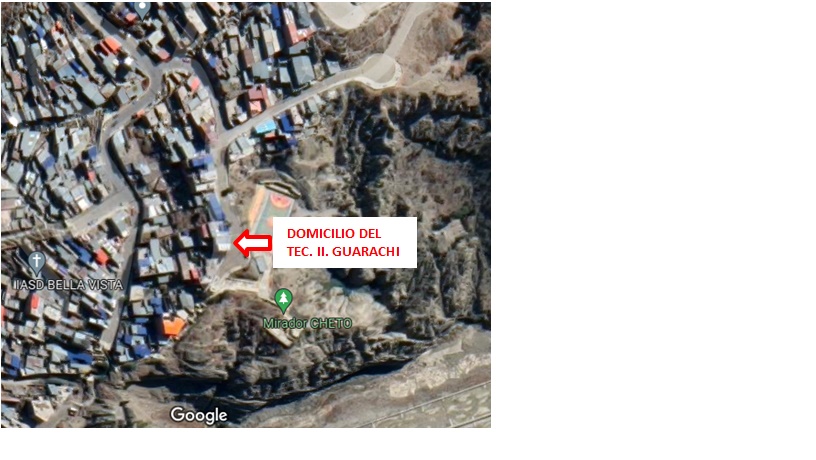 DOMICILIO DEL
TEC. II. GUARACHI
IASD BELLA VISTA
Mirador CHETO
Google